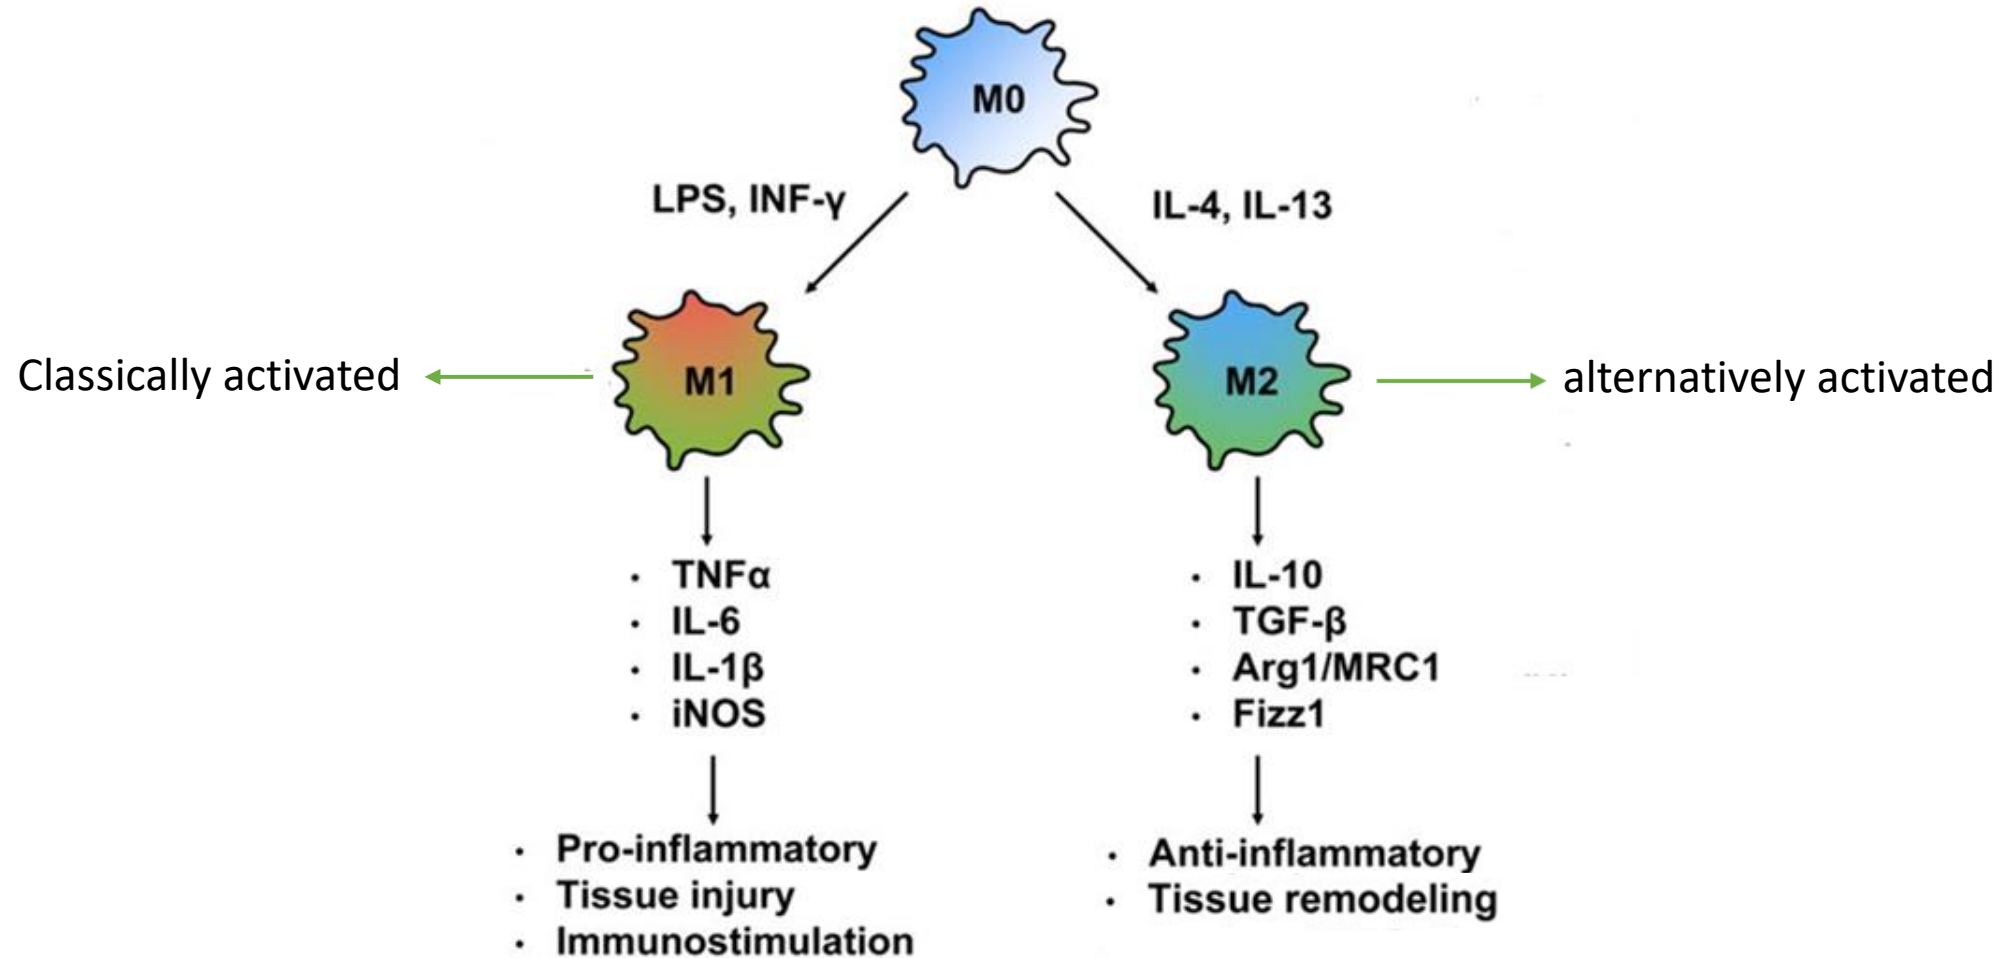 M0
LPS, INF-γ
IL-4, IL-13
Classically activated
M1
M2
alternatively activated
· TNFα
· IL-6
· IL-1β
· iNOS
· IL-10
· TGF-β
· Arg1/MRC1
· Fizz1
· Pro-inflammatory
· Tissue injury
· Immunostimulation
· Anti-inflammatory
· Tissue remodeling